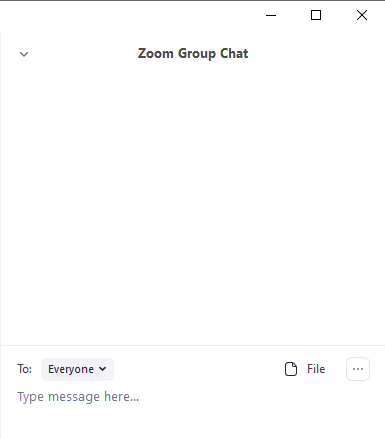 Zoom Group Chat
To: Everyone File
Type message here...